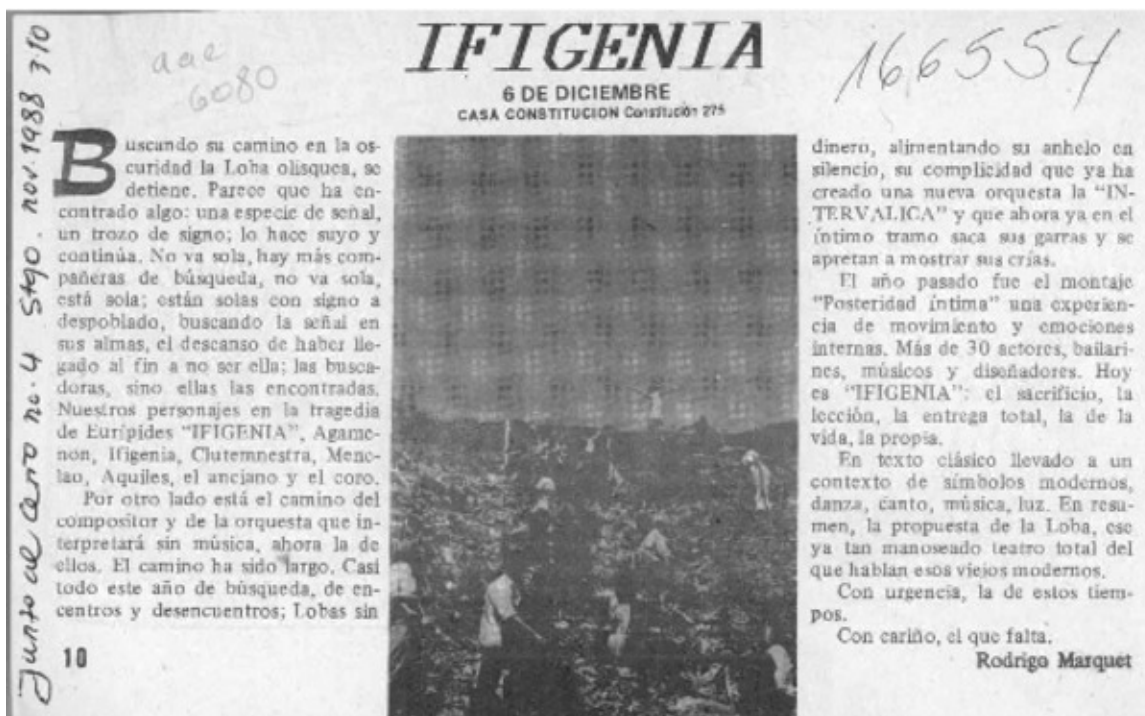 Junto al Cerro no. 4 Stgo. nov. 1988 310
aae
6080
IFIGENIA
6 DE DICIEMBRE
CASA CONSTITUCION Constitución 275
166554
Buscando su camino en la os-
curidad la Loba olisquea, se
detiene. Parece que ha en-
contrado algo: una especie de señal,
un trozo de signo; lo hace suyo y
continúa. No va sola, hay más com-
pañeras de búsqueda, no va sola,
está sola; están solas con signo a
despoblado, buscando la señal en
sus almas, el descanso de haber lle-
gado al fin a no ser ella; las busca-
doras, sino ellas las encontradas.
Nuestros personajes en la tragedia
de Eurípides "IFIGENIA", Agame-
non, Ifigenia, Clutemnestra, Mene-
lao, Aquiles, el anciano y el coro.
Por otro lado está el camino del
compositor y de la orquesta que in-
terpretará sin música, ahora la de
ellos. El camino ha sido largo. Casi
todo este año de búsqueda, de en-
centros y desencuentros; Lobas sin
10
dinero, alimentando su anhelo en
silencio, su complicidad que ya ha
creado una nueva orquesta la "IN-
TERVALICA" y que ahora ya en el
íntimo tramo saca sus garras y se
apretan a mostrar sus crías.
El año pasado fue el montaje
"Posteridad íntima" una experien-
cia de movimiento y emociones
internas. Más de 30 actores, bailari-
nes, músicos y diseñadores. Hoy
es "IFIGENIA": el sacrificio, la
lección, la entrega total, la de la
vida, la propia.
En texto clásico llevado a un
contexto de símbolos modernos,
danza, canto, música, luz. En resu-
men, la propuesta de la Loba, ese
ya tan manoseado teatro total del
que hablan esos viejos modernos.
Con urgencia, la de estos tiem-
pos.
Con cariño, el que falta.
Rodrigo Marquet